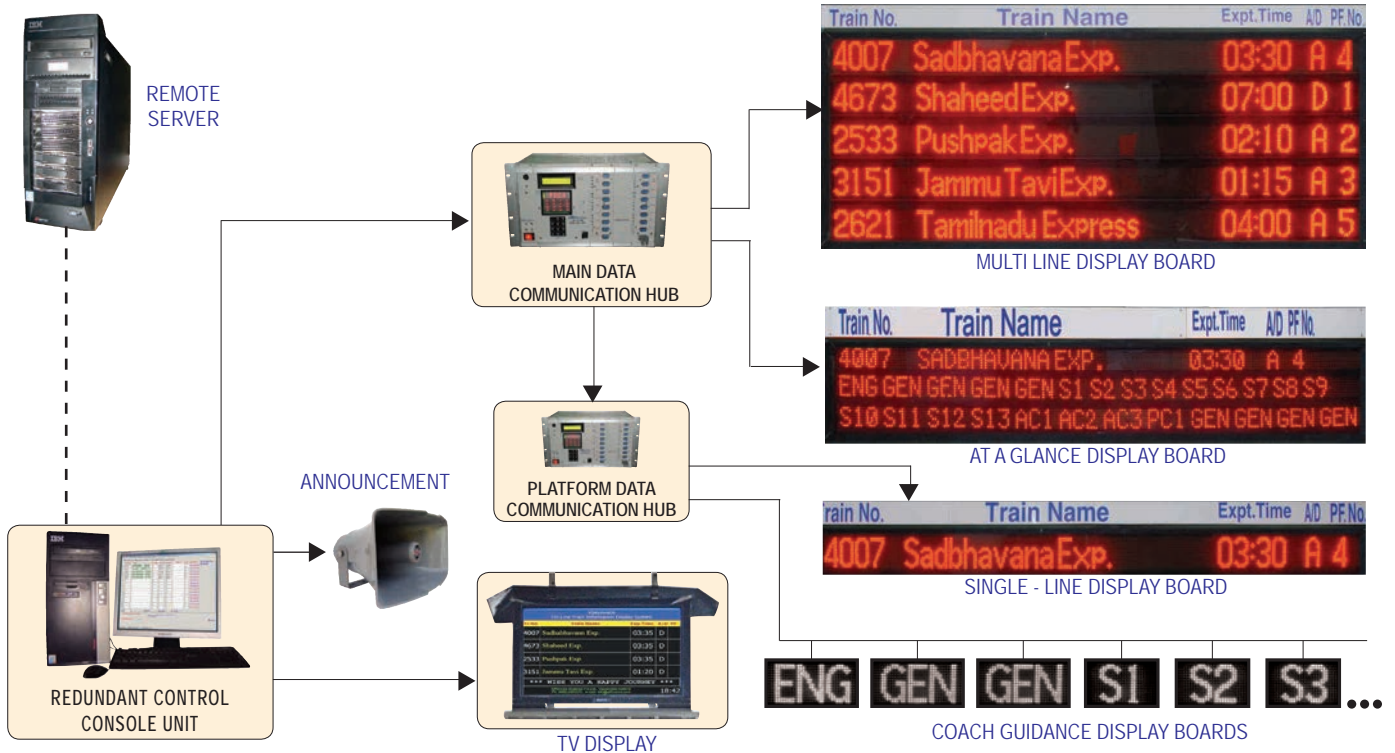 IBM
REMOTE
SERVER
Train No. Train Name Expt.Time A/D PF.No.
4007 Sadbhavana Exp. 03:30 A 4
4673 Shaheed Exp. 07:00 D 1
2533 Pushpak Exp. 02:10 A 2
3151 Jammu Tavi Exp. 01:15 A 3
2621 Tamilnadu Express 04:00 A 5
MULTI LINE DISPLAY BOARD
MAIN DATA
COMMUNICATION HUB
Train No. Train Name Expt.Time A/D PF No.
4007 SADBHAVANA EXP. 03:30 A 4
ENG GEN GEN GEN GEN S1 S2 S3 S4 S5 S6 S7 S8 S9
S10 S11 S12 S13 AC1 AC2 AC3 PC1 GEN GEN GEN GEN
AT A GLANCE DISPLAY BOARD
PLATFORM DATA
COMMUNICATION HUB
rain No. Train Name Expt.Time A/D PF.No.
4007 Sadbhavana Exp. 03:30 A 4
SINGLE - LINE DISPLAY BOARD
ANNOUNCEMENT
IBM
REDUNDANT CONTROL
CONSOLE UNIT
Train Name
4007 Sadbhavana Exp. 03:35 D
4673 Shaheed Exp. 03:35 D
2533 Pushpak Exp. 03:35 D
3151 Jammu Tavi Exp. 01:20 D
*** WISH YOU A HAPPY JOURNEY ***
18:42
TV DISPLAY
ENG GEN GEN S1 S2 S3 ...
COACH GUIDANCE DISPLAY BOARDS